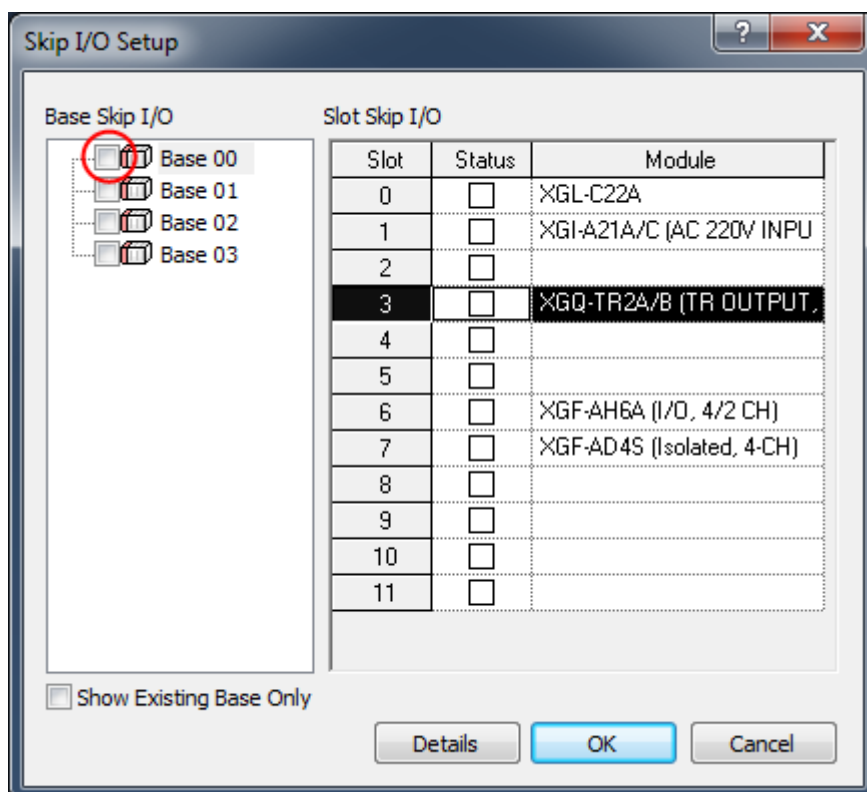 Skip I/O Setup
Base Skip I/O
Base 00
Base 01
Base 02
Base 03
Slot Skip I/O
Slot Status Module
0 XGL-C22A
1 XGI-A21A/C (AC 220V INPU
2
3 XGQ-TR2A/B (TR OUTPUT,
4
5
6 XGF-AH6A (I/O, 4/2 CH)
7 XGF-AD4S (Isolated, 4-CH)
8
9
10
11
Show Existing Base Only
Details OK Cancel